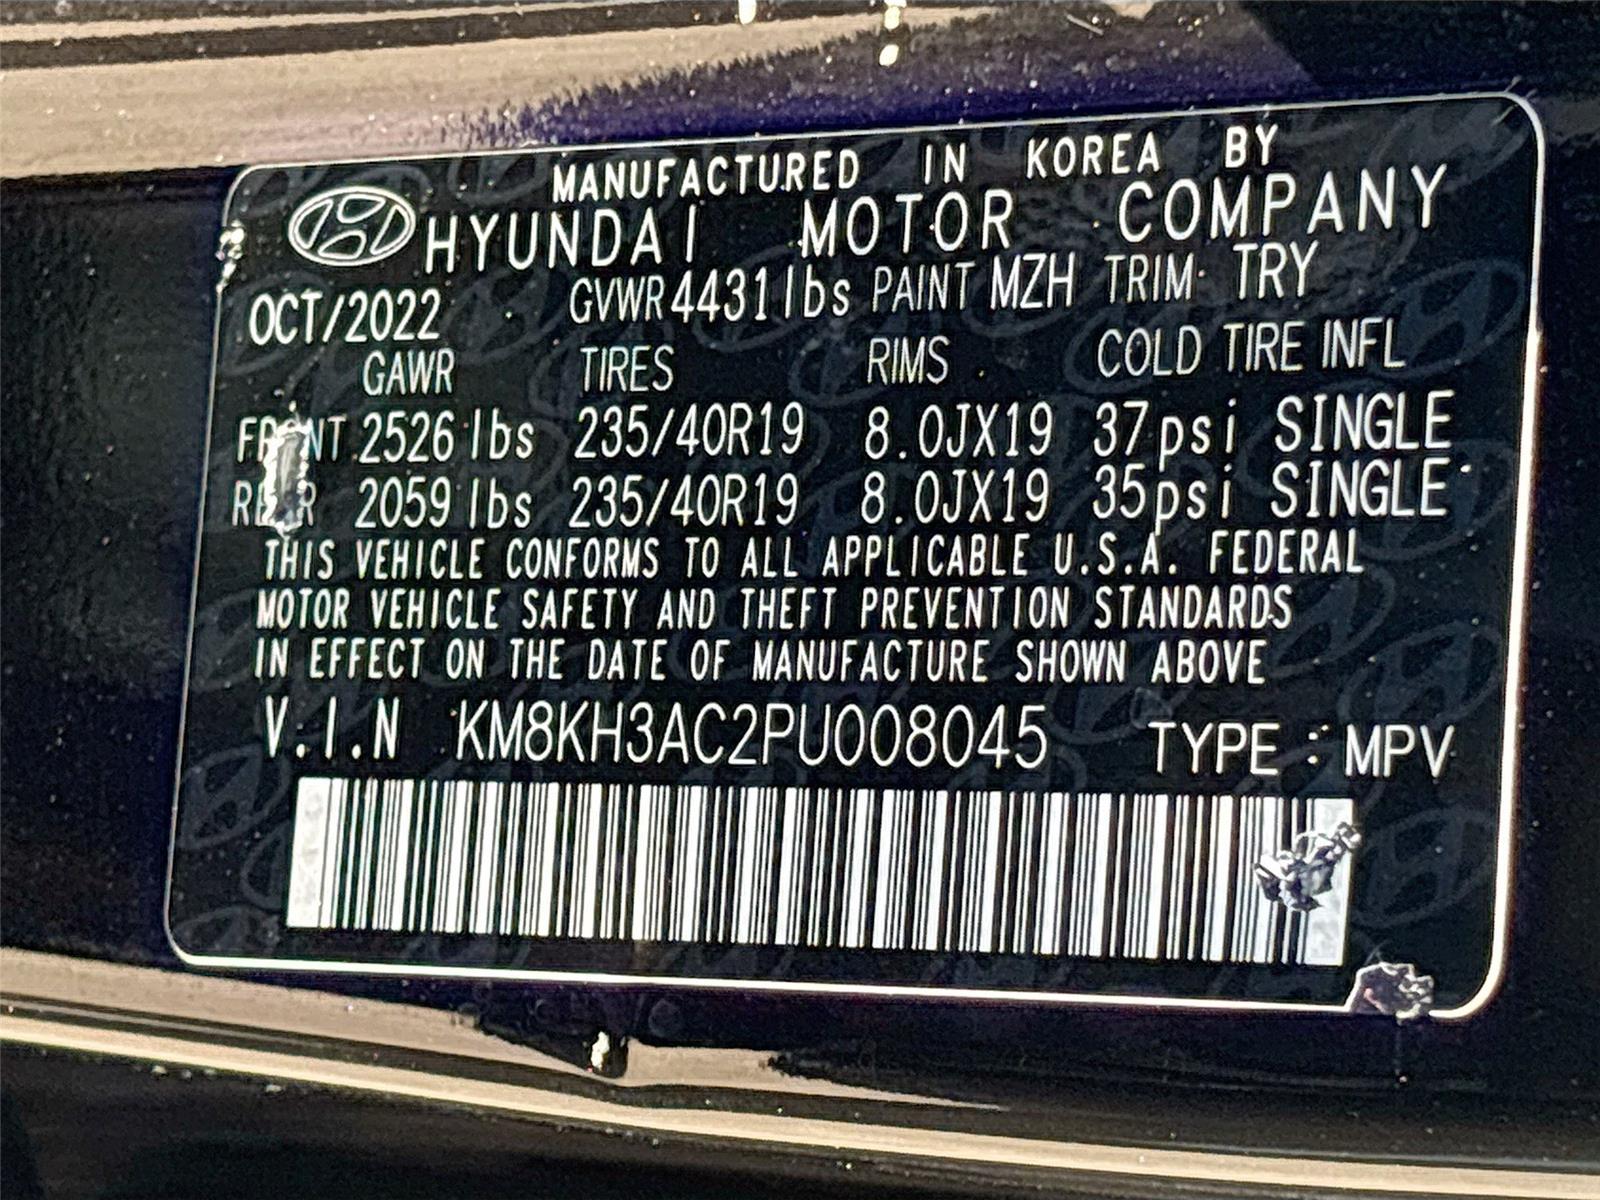 MANUFACTURED IN KOREA BY
HYUNDAI MOTOR COMPANY
OCT/2022 GVWR 4431lbs PAINT MZH TRIM TRY
GAWR TIRES RIMS COLD TIRE INFL
FRONT 2526 lbs 235/40R19 8.0JX19 37psi SINGLE
REAR 2059 lbs 235/40R19 8.0JX19 35psi SINGLE
THIS VEHICLE CONFORMS TO ALL APPLICABLE U.S.A. FEDERAL
MOTOR VEHICLE SAFETY AND THEFT PREVENTION STANDARDS
IN EFFECT ON THE DATE OF MANUFACTURE SHOWN ABOVE
V.I.N KM8KH3AC2PU008045 TYPE : MPV